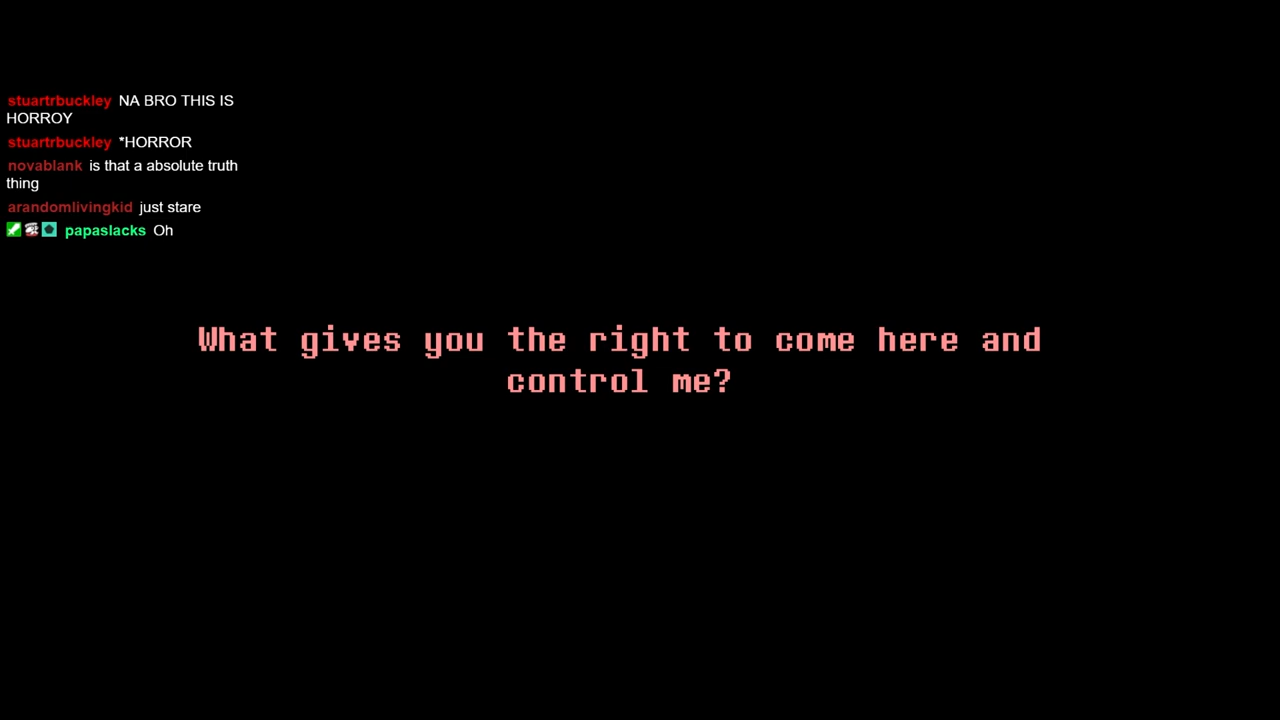 stuartrbuckley NA BRO THIS IS
HORROY
stuartrbuckley *HORROR
novablank is that a absolute truth
thing
arandomlivingkid just stare
papaslacks Oh
What gives you the right to come here and
control me?